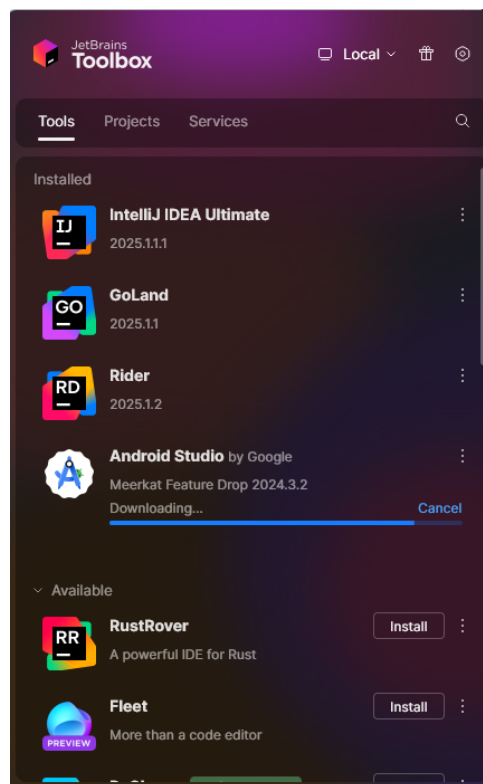 JetBrains
Toolbox
Local
Tools Projects Services
Installed
IJ
IntelliJ IDEA Ultimate
2025.1.1.1
GO
GoLand
2025.1.1
RD
Rider
2025.1.2
Android Studio by Google
Meerkat Feature Drop 2024.3.2
Downloading... Cancel
Available
RR
RustRover Install
A powerful IDE for Rust
Fleet Install
PREVIEW
More than a code editor